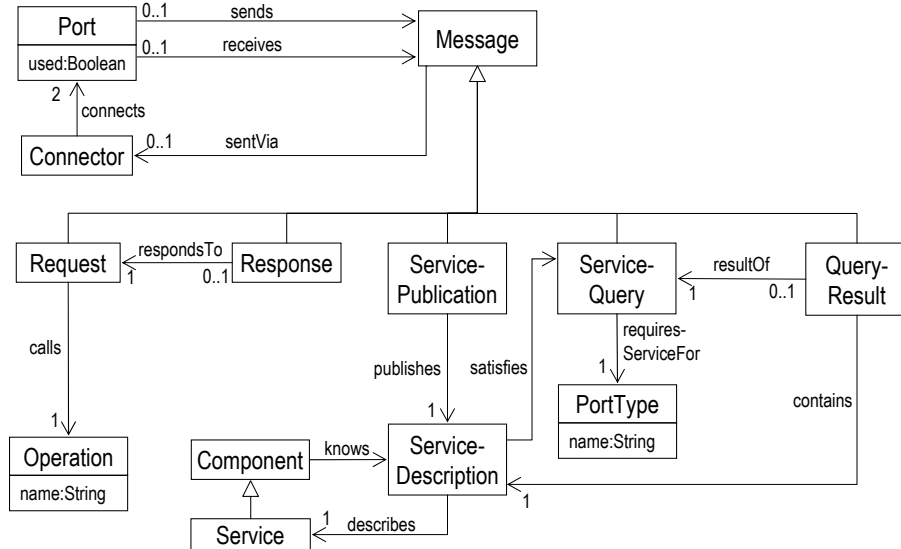 Port
used:Boolean
0..1
sends
0..1
receives
Message
2
connects
Connector
0..1
sentVia
Request
respondsTo
1
0..1
Response
Service-
Publication
Service-
Query
resultOf
1
0..1
Query-
Result
calls
1
Operation
name:String
publishes
1
satisfies
requires-
ServiceFor
1
PortType
name:String
contains
1
Component
knows
Service-
Description
1
describes
Service